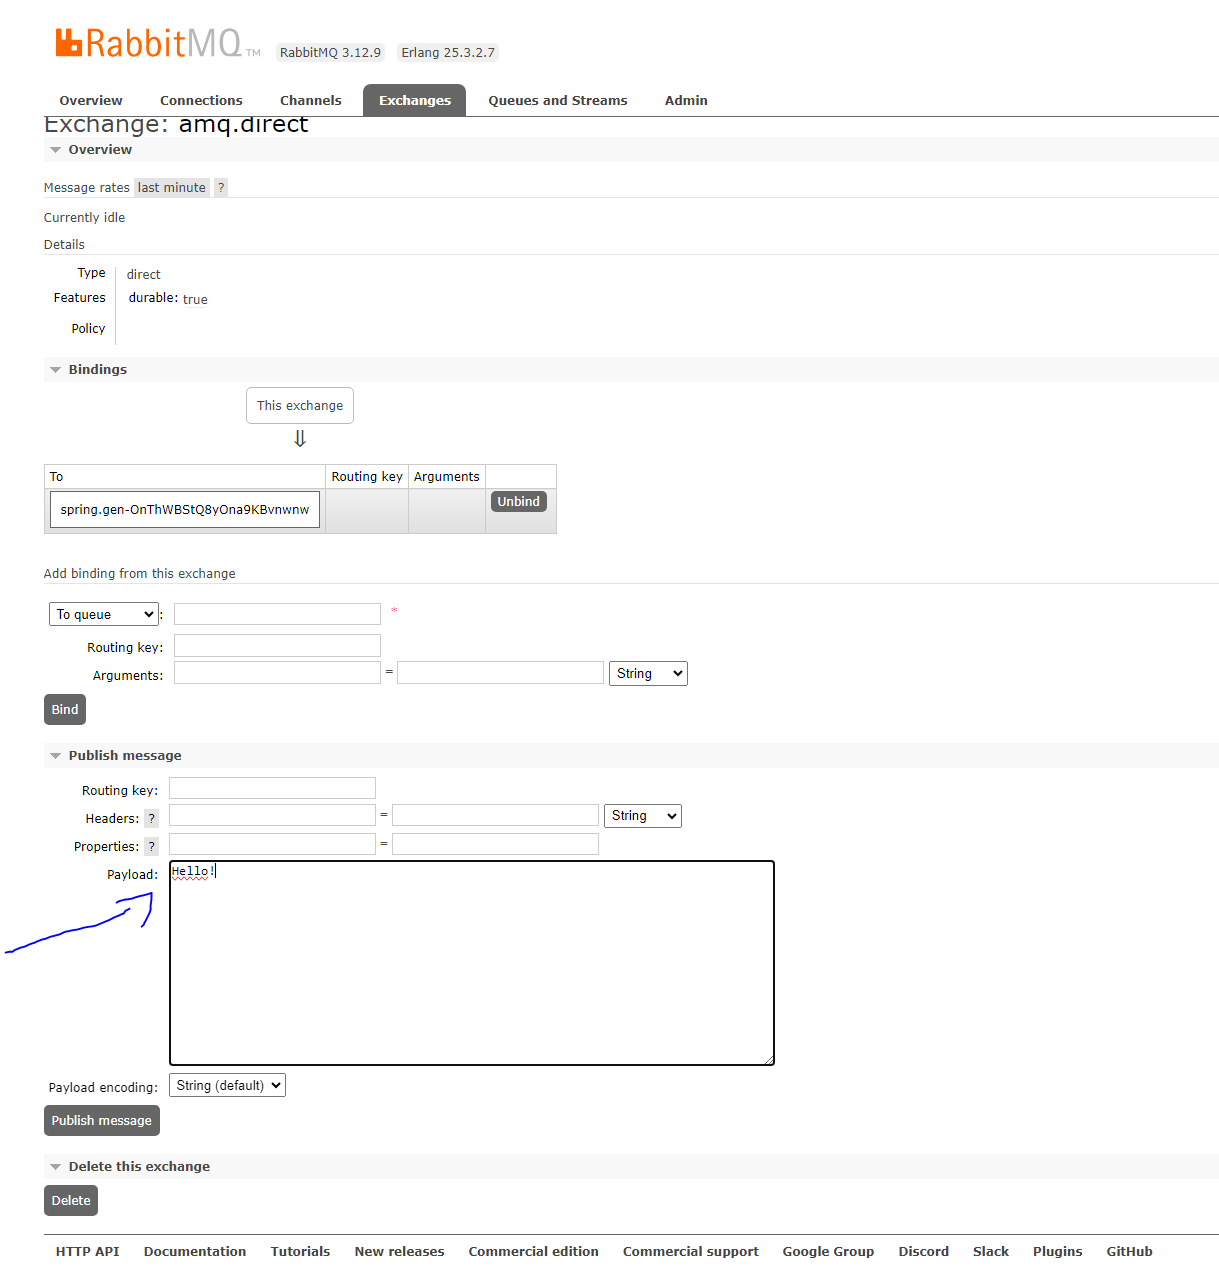 RabbitMQ TM RabbitMQ 3.12.9 Erlang 25.3.2.7
Overview Connections Channels Exchanges Queues and Streams Admin
Exchange: amq.direct
Overview
Message rates last minute ?
Currently idle
Details
Type direct
Features durable: true
Policy
Bindings
This exchange
⇓
To Routing key Arguments
spring.gen-OnThWBStQ8yOna9KBvnwnw Unbind
Add binding from this exchange
To queue : *
Routing key:
Arguments: = String
Bind
Publish message
Routing key:
Headers: ? = String
Properties: ? =
Payload: Hello!
Payload encoding: String (default)
Publish message
Delete this exchange
Delete
HTTP API Documentation Tutorials New releases Commercial edition Commercial support Google Group Discord Slack Plugins GitHub